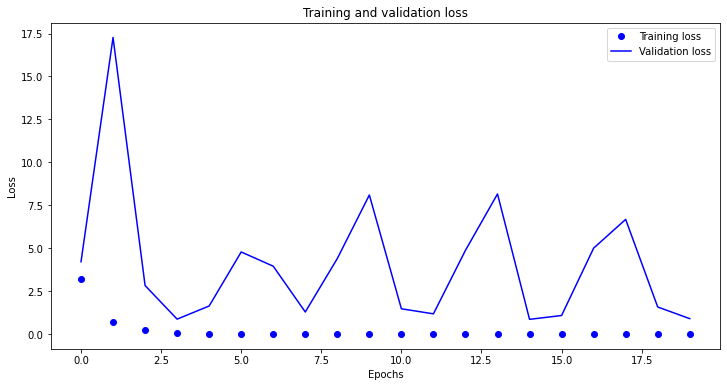 Training and validation loss
Training loss
Validation loss
17.5
15.0
12.5
10.0
7.5
5.0
2.5
0.0
Loss
0.0 2.5 5.0 7.5 10.0 12.5 15.0 17.5
Epochs